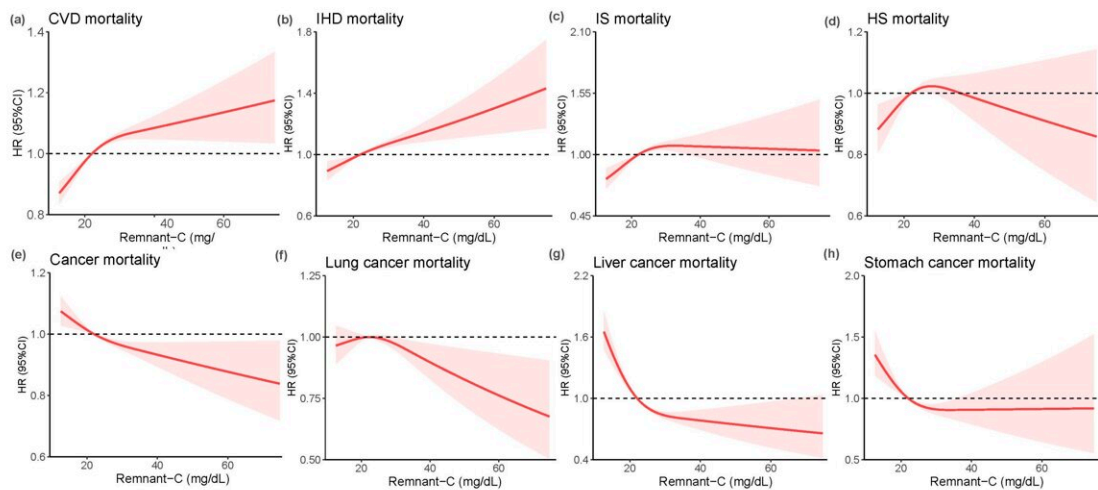 (a) CVD mortality
HR (95%CI)
1.4
1.2
1.0
0.8
20
40
60
Remnant−C (mg/
(b) IHD mortality
HR (95%CI)
1.8
1.4
1.0
0.6
20
40
60
Remnant−C (mg/dL)
(c) IS mortality
HR (95%CI)
2.10
1.55
1.00
0.45
20
40
60
Remnant−C (mg/dL)
(d) HS mortality
HR (95%CI)
1.2
1.0
0.8
0.6
20
40
60
Remnant−C (mg/dL)
(e) Cancer mortality
HR (95%CI)
1.2
1.0
0.8
0.6
20
40
60
Remnant−C (mg/dL)
(f) Lung cancer mortality
HR (95%CI)
1.25
1.00
0.75
0.50
20
40
60
Remnant−C (mg/dL)
(g) Liver cancer mortality
HR (95%CI)
2.2
1.6
1.0
0.4
20
40
60
Remnant−C (mg/dL)
(h) Stomach cancer mortality
HR (95%CI)
2.0
1.5
1.0
0.5
20
40
60
Remnant−C (mg/dL)